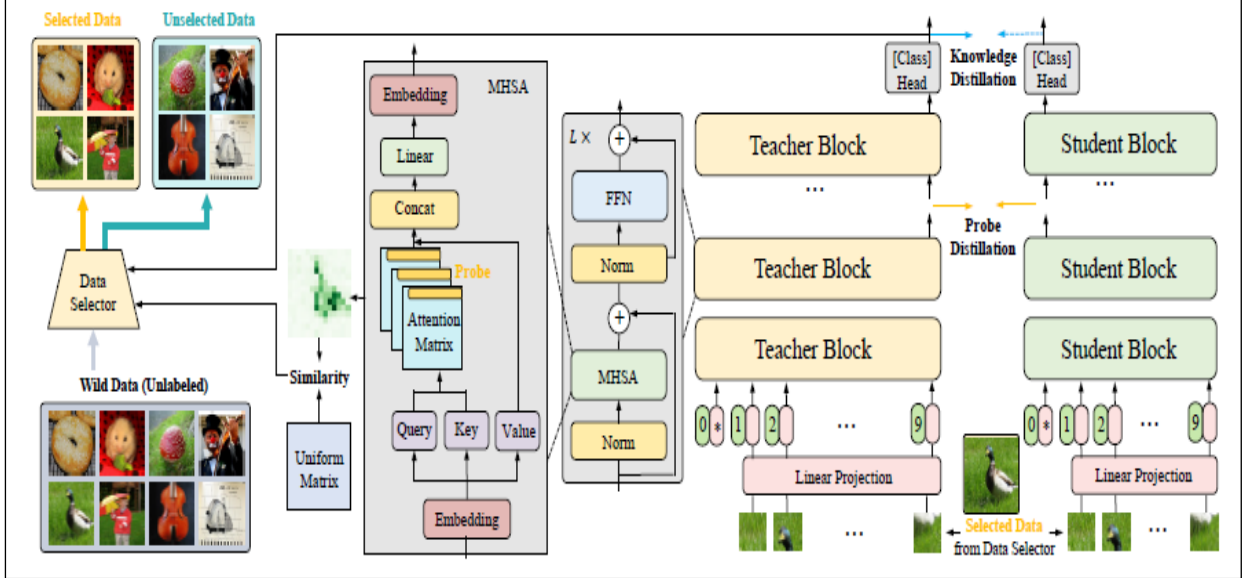 Selected Data
Unselected Data
Data
Selector
Wild Data (Unlabeled)
Similarity
Uniform
Matrix
MHSA
Embedding
Linear
Concat
Probe
Attention
Matrix
Query
Key
Value
Embedding
L ×
+
FFN
Norm
+
MHSA
Norm
[Class]
Head
Knowledge
Distillation
[Class]
Head
Teacher Block
Student Block
...
...
Probe
Distillation
Teacher Block
Student Block
Teacher Block
Student Block
0 * 1 2 ... 9
0 * 1 2 ... 9
Linear Projection
Linear Projection
...
Selected Data
from Data Selector
...